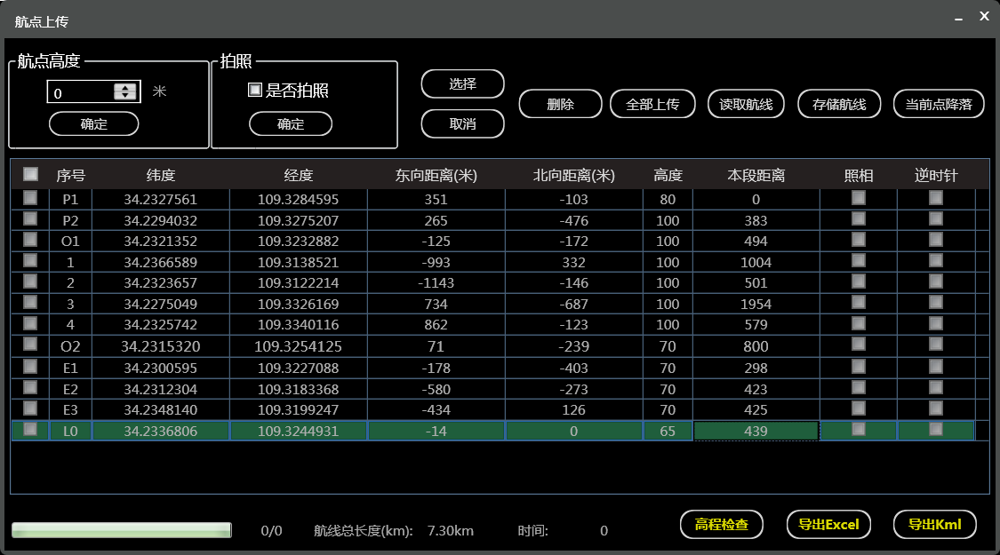 航点上传
航点高度 拍照
0 米 是否拍照
确定 确定
选择
取消
删除 全部上传 读取航线 存储航线 当前点降落
序号 纬度 经度 东向距离(米) 北向距离(米) 高度 本段距离 照相 逆时针
P1 34.2327561 109.3284595 351 -103 80 0
P2 34.2294032 109.3275207 265 -476 100 383
O1 34.2321352 109.3232882 -125 -172 100 494
1 34.2366589 109.3138521 -993 332 100 1004
2 34.2323657 109.3122214 -1143 -146 100 501
3 34.2275049 109.3326169 734 -687 100 1954
4 34.2325742 109.3340116 862 -123 100 579
O2 34.2315320 109.3254125 71 -239 70 800
E1 34.2300595 109.3227088 -178 -403 70 298
E2 34.2312304 109.3183368 -580 -273 70 423
E3 34.2348140 109.3199247 -434 126 70 425
L0 34.2336806 109.3244931 -14 0 65 439
0/0 航线总长度(km): 7.30km 时间: 0
高程检查 导出Excel 导出Kml